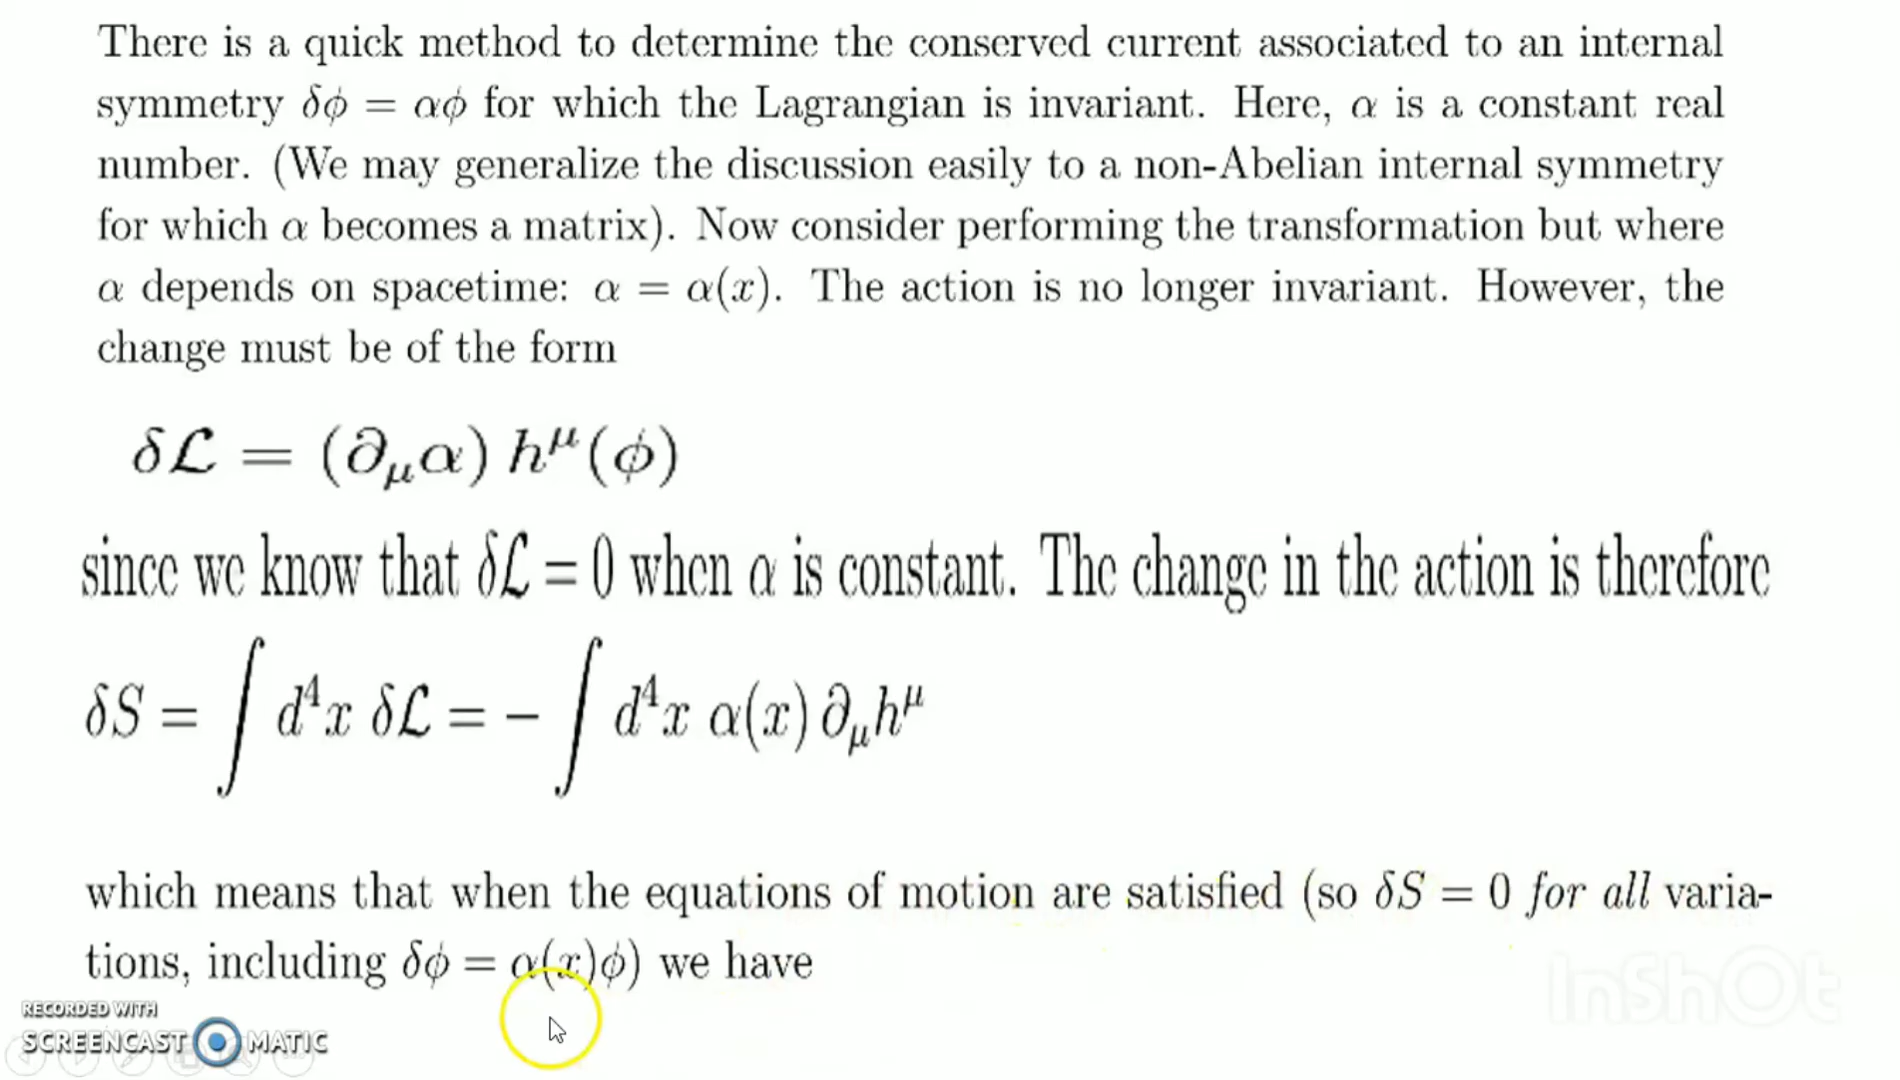 There is a quick method to determine the conserved current associated to an internal
symmetry δφ = αφ for which the Lagrangian is invariant. Here, α is a constant real
number. (We may generalize the discussion easily to a non-Abelian internal symmetry
for which α becomes a matrix). Now consider performing the transformation but where
α depends on spacetime: α = α(x). The action is no longer invariant. However, the
change must be of the form
δℒ = (∂_μ α) h^μ(φ)
since we know that δℒ = 0 when α is constant. The change in the action is therefore
δS = ∫ d⁴x δℒ = − ∫ d⁴x α(x) ∂_μ h^μ
which means that when the equations of motion are satisfied (so δS = 0 for all varia-
tions, including δφ = α(x)φ) we have
InShOt
RECORDED WITH
SCREENCAST MATIC